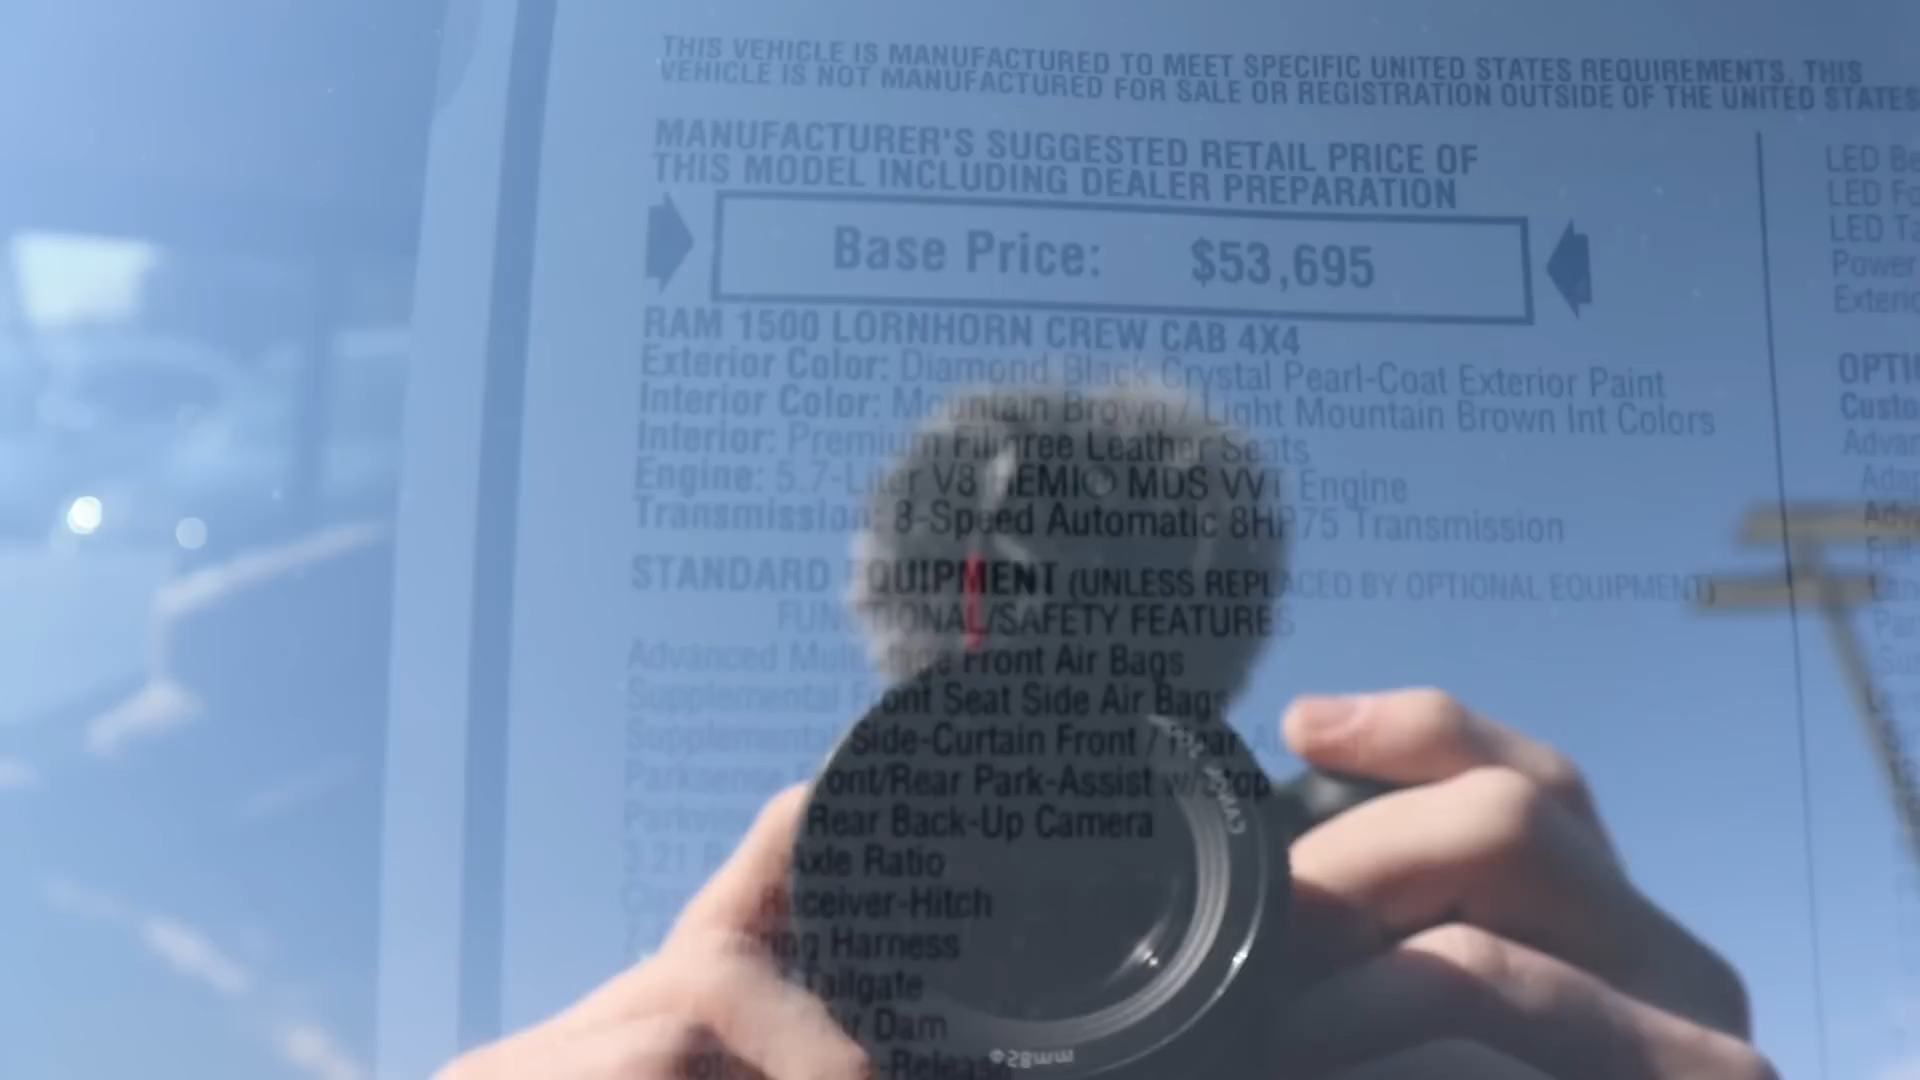 THIS VEHICLE IS MANUFACTURED TO MEET SPECIFIC UNITED STATES REQUIREMENTS. THIS
VEHICLE IS NOT MANUFACTURED FOR SALE OR REGISTRATION OUTSIDE OF THE UNITED STATES
MANUFACTURER'S SUGGESTED RETAIL PRICE OF
THIS MODEL INCLUDING DEALER PREPARATION
Base Price: $53,695
RAM 1500 LORNHORN CREW CAB 4X4
Exterior Color: Diamond Black Crystal Pearl-Coat Exterior Paint
Interior Color: Mountain Brown / Light Mountain Brown Int Colors
Interior: Premium Filigree Leather Seats
Engine: 5.7-Liter V8 HEMI® MDS VVT Engine
Transmission: 8-Speed Automatic 8HP75 Transmission
STANDARD EQUIPMENT (UNLESS REPLACED BY OPTIONAL EQUIPMENT)
FUNCTIONAL/SAFETY FEATURES
Advanced Multistage Front Air Bags
Supplemental Front Seat Side Air Bags
Supplemental Side-Curtain Front / Rear
Parksense Front/Rear Park-Assist w/Stop
Rear Back-Up Camera
3.21 Axle Ratio
Receiver-Hitch
Harness
Tailgate
Air Dam
-Release
LED
LED
LED
Power